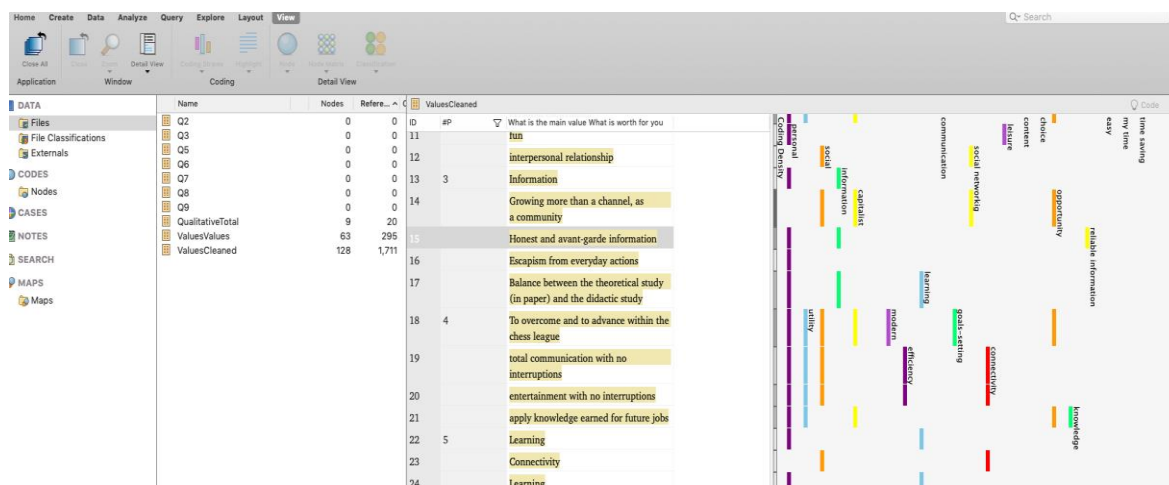 Home Create Data Analyze Query Explore Layout View
Search
Close All
Detail View
Coding Stripes Highlight
Node
Classification
Application Window Coding Detail View
DATA
Files
File Classifications
Externals
CODES
Nodes
CASES
NOTES
SEARCH
MAPS
Maps
Name Nodes Refere...
Q2 0 0
Q3 0 0
Q5 0 0
Q6 0 0
Q7 0 0
Q8 0 0
Q9 0 0
QualitativeTotal 9 20
ValuesValues 63 295
ValuesCleaned 128 1,711
ValuesCleaned
Code
ID #P What is the main value What is worth for you
11 fun
12 interpersonal relationship
13 3 Information
14 Growing more than a channel, as
a community
15 Honest and avant-garde information
16 Escapism from everyday actions
17 Balance between the theoretical study
(in paper) and the didactic study
18 4 To overcome and to advance within the
chess league
19 total communication with no
interruptions
20 entertainment with no interruptions
21 apply knowledge earned for future jobs
22 5 Learning
23 Connectivity
24 Learning
Coding Density
personal
utility
social
information
capitalist
modern
efficiency
learning
communication
goals-setting
social networkig
connectivity
leisure
content
choice
opportunity
knowledge
reliable information
easy
my time
time saving